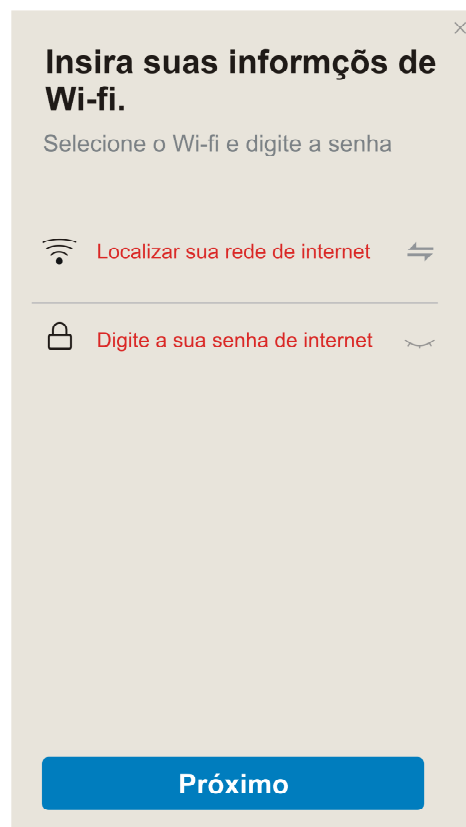 Insira suas informçõs de
Wi-fi.
Selecione o Wi-fi e digite a senha
Localizar sua rede de internet
Digite a sua senha de internet
Próximo